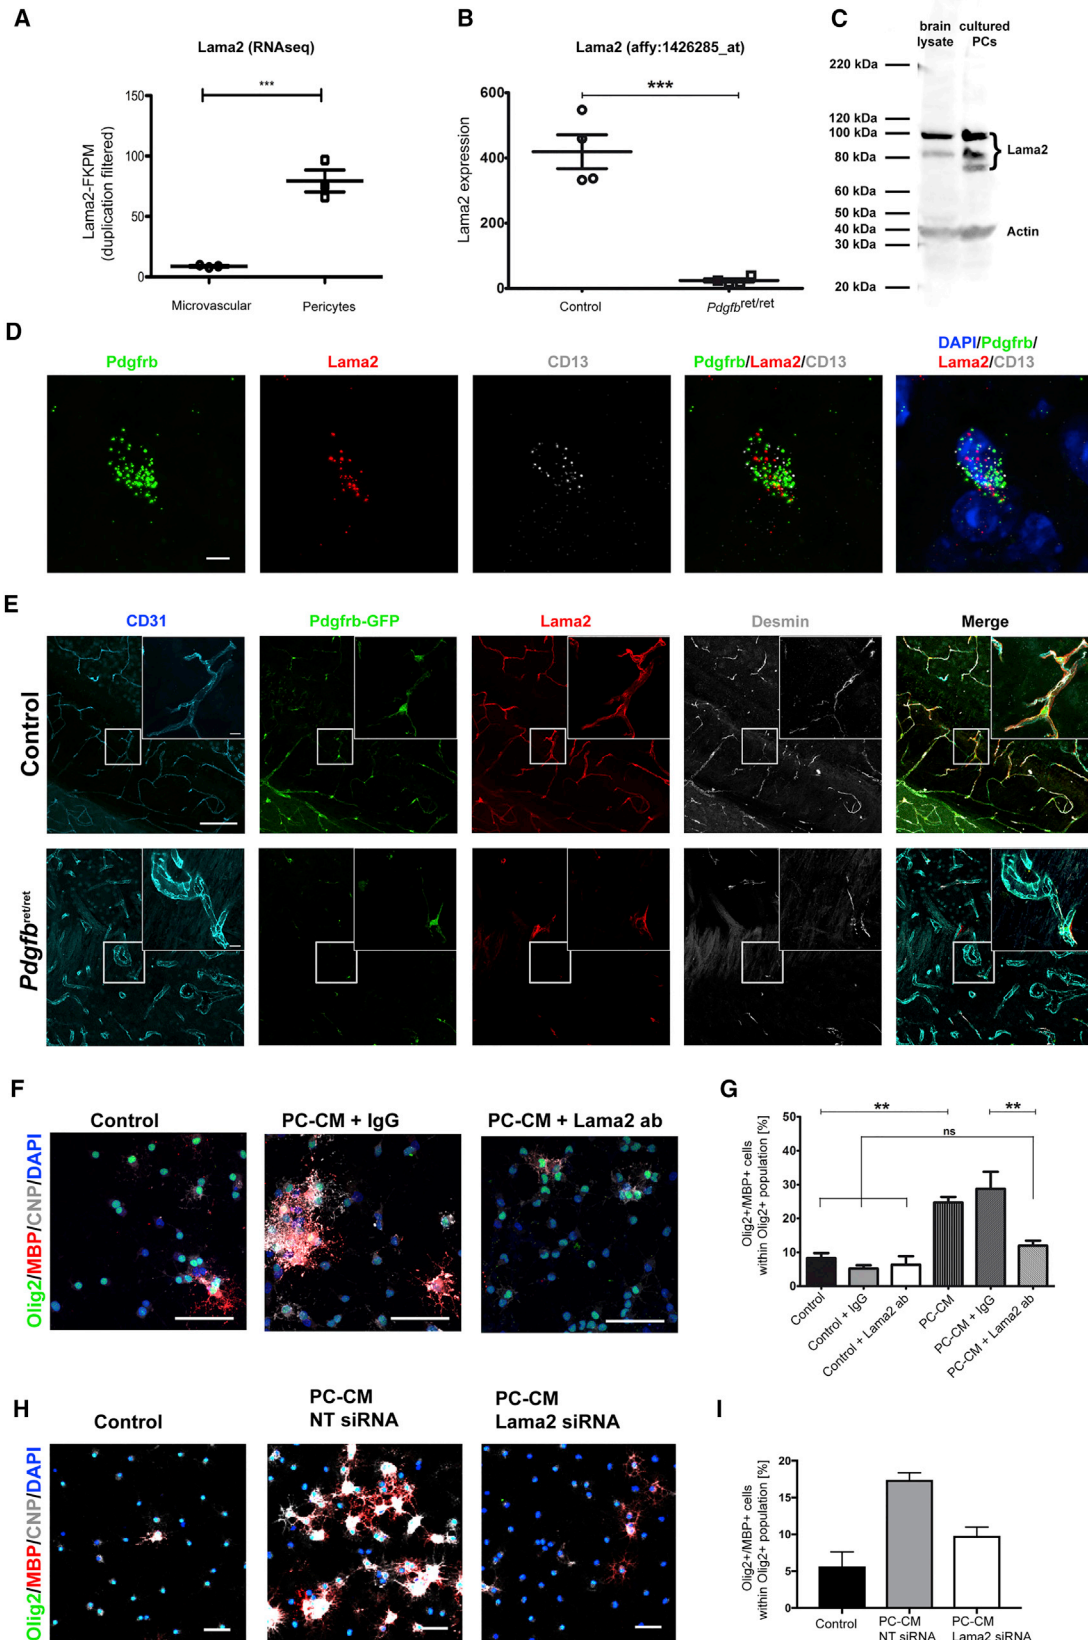 A
Lama2 (RNAseq)
***
Lama2-FKPM
(duplication filtered)
150
100
50
0
Microvascular
Pericytes
B
Lama2 (affy:1426285_at)
***
Lama2 expression
600
400
200
0
Control
Pdgfb ret/ret
C
brain lysate
cultured PCs
220 kDa
120 kDa
100 kDa
80 kDa
60 kDa
50 kDa
40 kDa
30 kDa
20 kDa
Lama2
Actin
D
Pdgfrb
Lama2
CD13
Pdgfrb/Lama2/CD13
DAPI/Pdgfrb/
Lama2/CD13
E
CD31
Pdgfrb-GFP
Lama2
Desmin
Merge
Control
Pdgfb ret/ret
F
Control
PC-CM + IgG
PC-CM + Lama2 ab
Olig2/MBP/CNP/DAPI
G
Olig2+/MBP+ cells
within Olig2+ population [%]
50
40
30
20
10
0
**
**
ns
Control
Control + IgG
Control + Lama2 ab
PC-CM
PC-CM + IgG
PC-CM + Lama2 ab
H
Control
PC-CM
NT siRNA
PC-CM
Lama2 siRNA
Olig2/MBP/CNP/DAPI
I
Olig2+/MBP+ cells
within Olig2+ population [%]
20
15
10
5
0
Control
PC-CM
NT siRNA
PC-CM
Lama2 siRNA